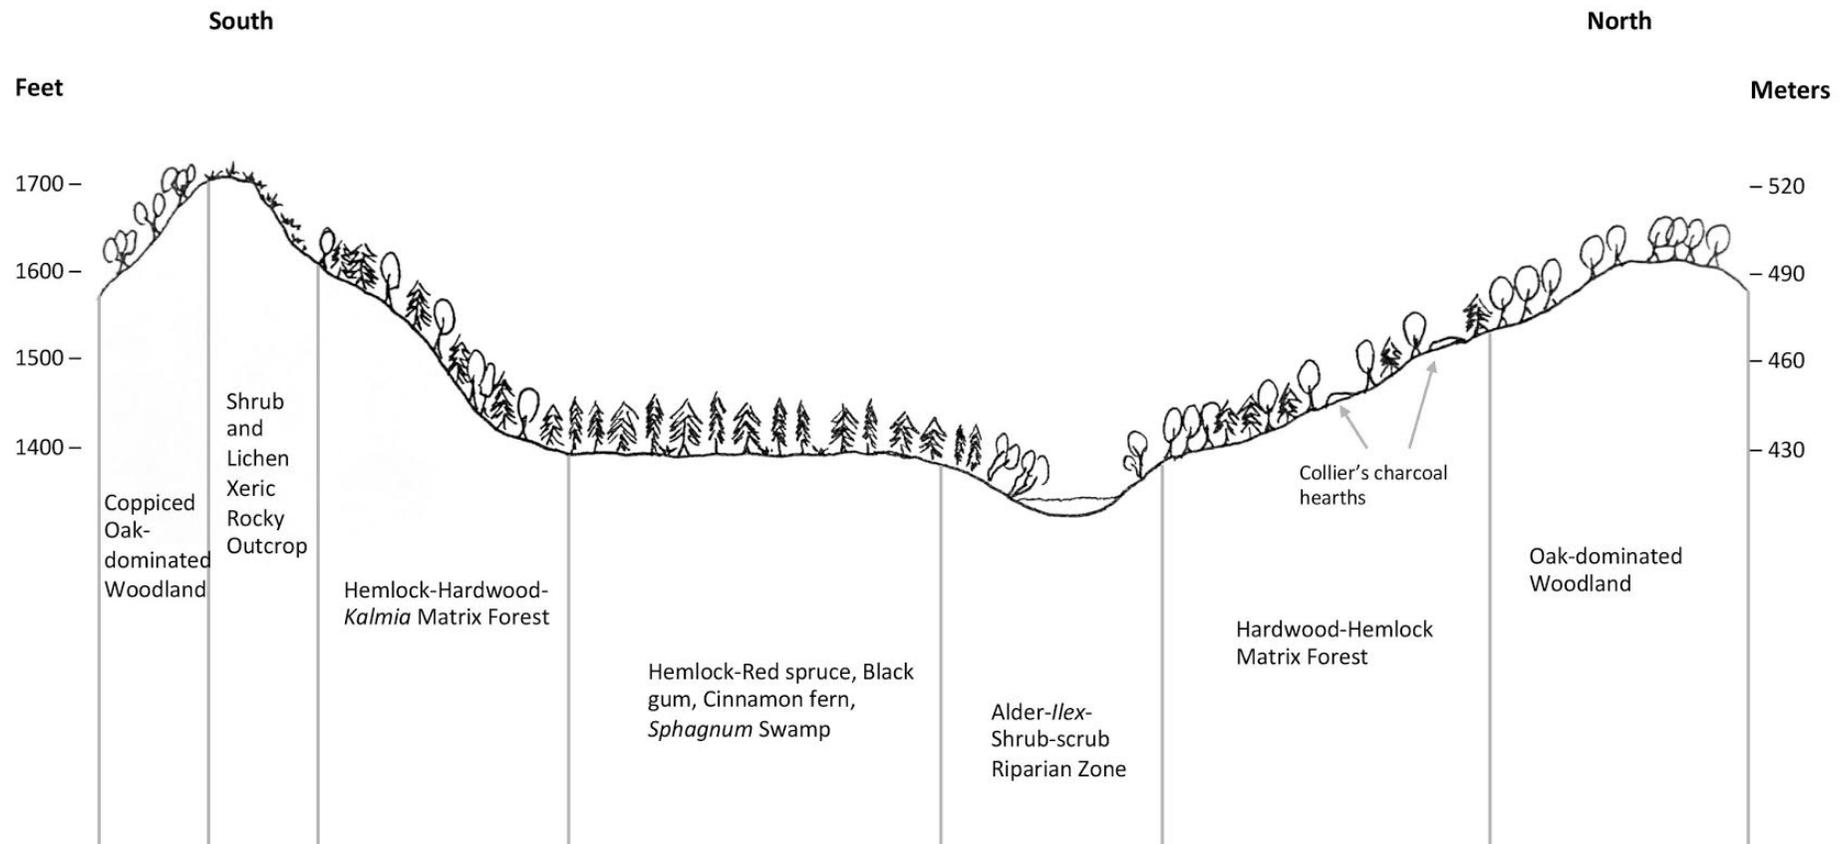 South
North
Feet
Meters
1700 –
1600 –
1500 –
1400 –
– 520
– 490
– 460
– 430
Coppiced
Oak-
dominated
Woodland
Shrub
and
Lichen
Xeric
Rocky
Outcrop
Hemlock-Hardwood-
Kalmia Matrix Forest
Hemlock-Red spruce, Black
gum, Cinnamon fern,
Sphagnum Swamp
Alder-Ilex-
Shrub-scrub
Riparian Zone
Collier’s charcoal
hearths
Hardwood-Hemlock
Matrix Forest
Oak-dominated
Woodland